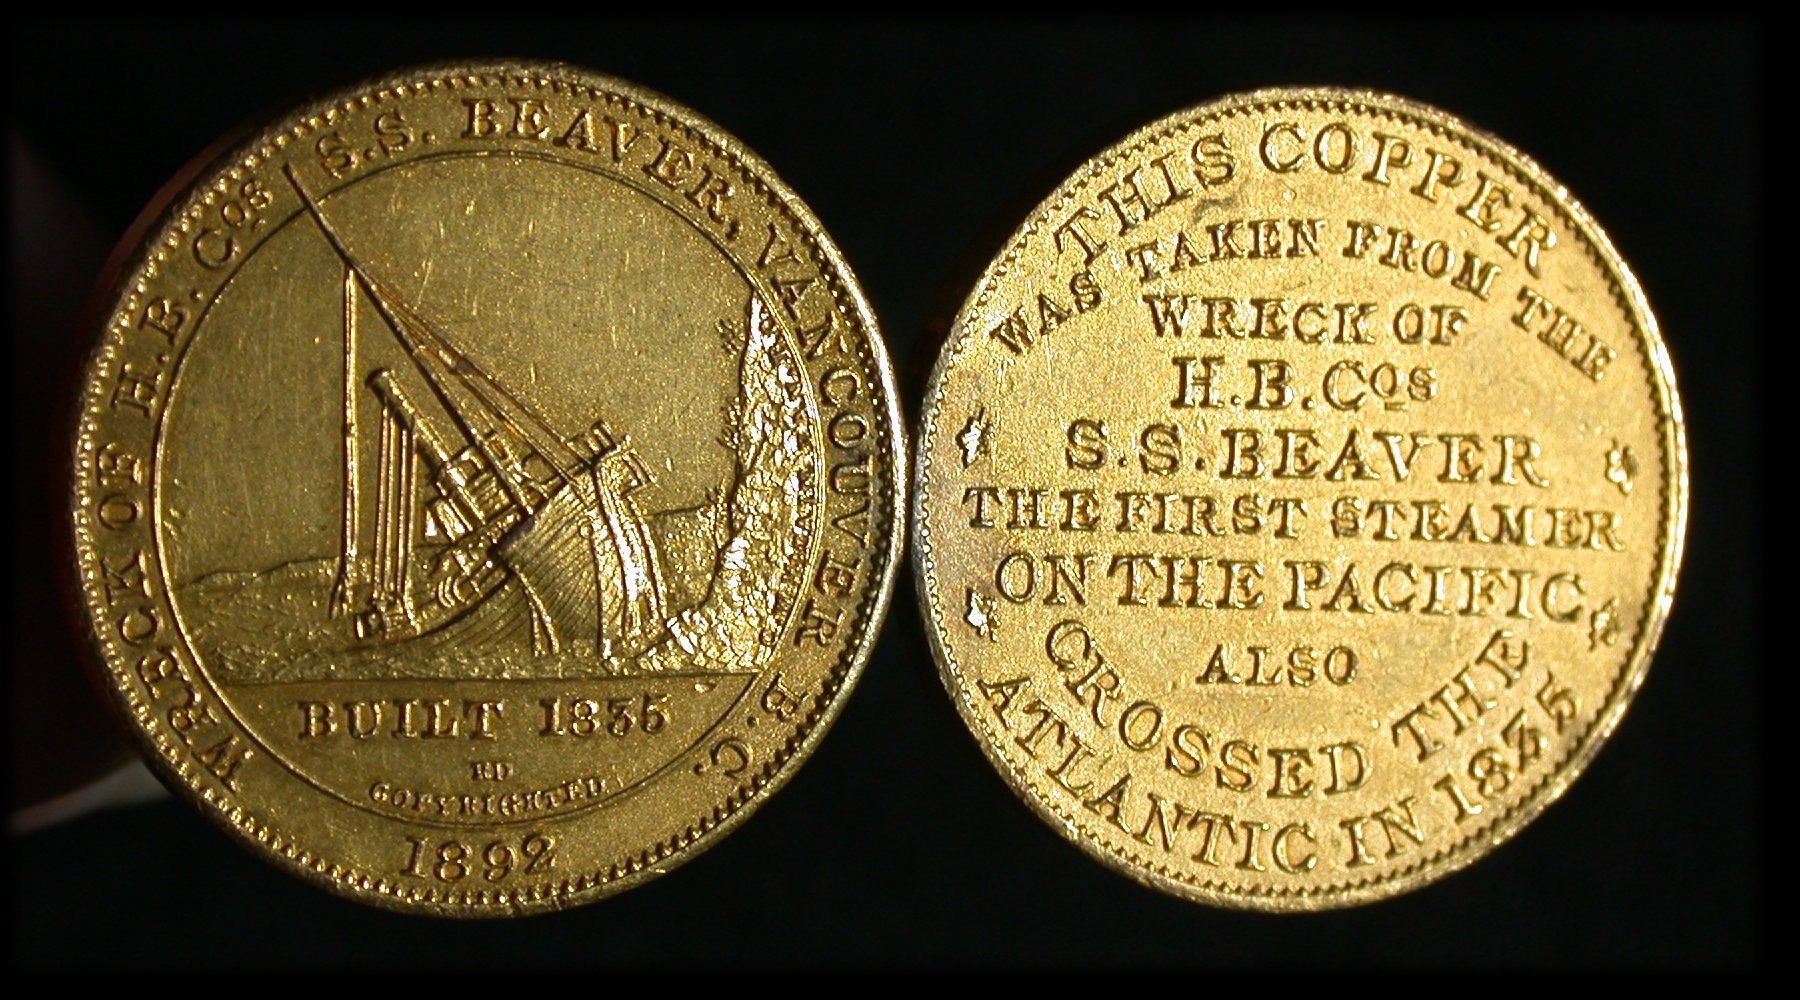 WRECK OF H.B. Cos S.S. BEAVER, VANCOUVER B.C.
BUILT 1835
ED
COPYRIGHTED
1892
THIS COPPER
WAS TAKEN FROM THE
WRECK OF
H.B.Cos
S.S.BEAVER
THE FIRST STEAMER
ON THE PACIFIC
ALSO
CROSSED THE
ATLANTIC IN 1835